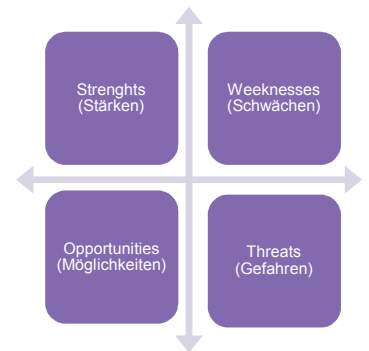 Strenghts
(Stärken)
Weeknesses
(Schwächen)
Opportunities
(Möglichkeiten)
Threats
(Gefahren)